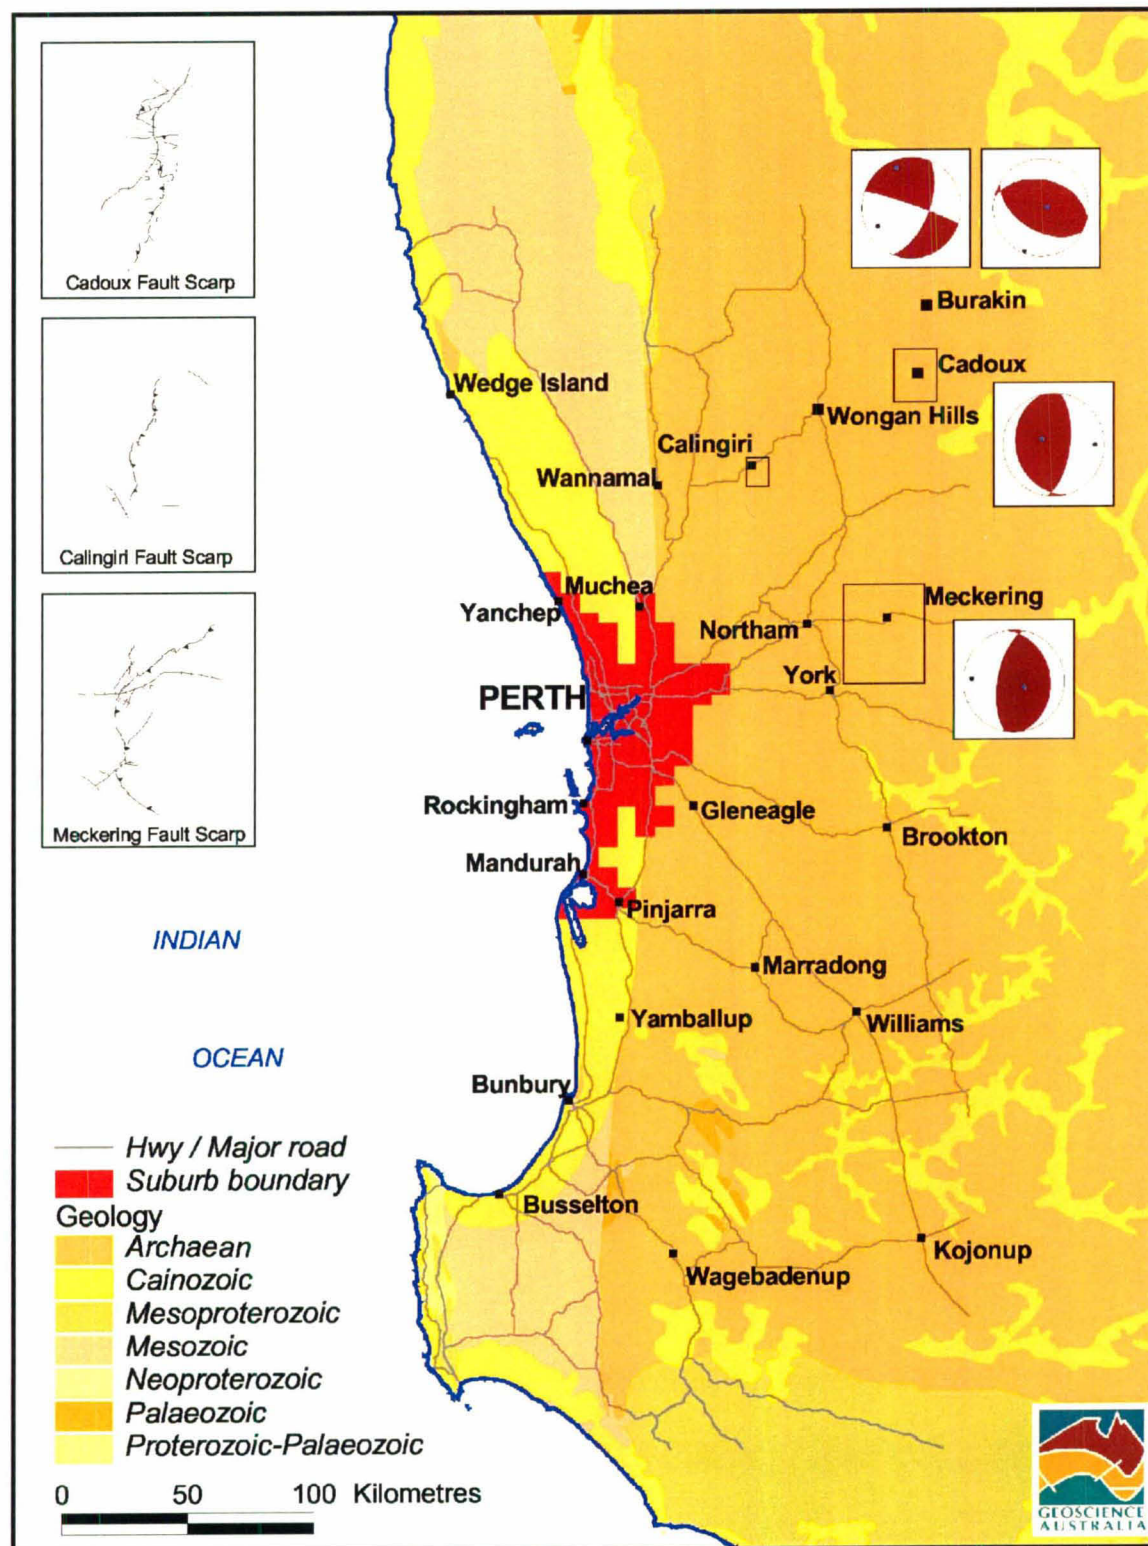 Cadoux Fault Scarp
Calingiri Fault Scarp
Meckering Fault Scarp
Burakin
Cadoux
Wedge Island
Wongan Hills
Calingiri
Wannamal
Muchea
Yanchep
Meckering
Northam
York
PERTH
Rockingham
Gleneagle
Brookton
Mandurah
Pinjarra
INDIAN
Marradong
Yamballup
Williams
OCEAN
Bunbury
Busselton
Kojonup
Wagebadenup
Hwy / Major road
Suburb boundary
Geology
Archaean
Cainozoic
Mesoproterozoic
Mesozoic
Neoproterozoic
Palaeozoic
Proterozoic-Palaeozoic
0 50 100 Kilometres
GEOSCIENCE
AUSTRALIA